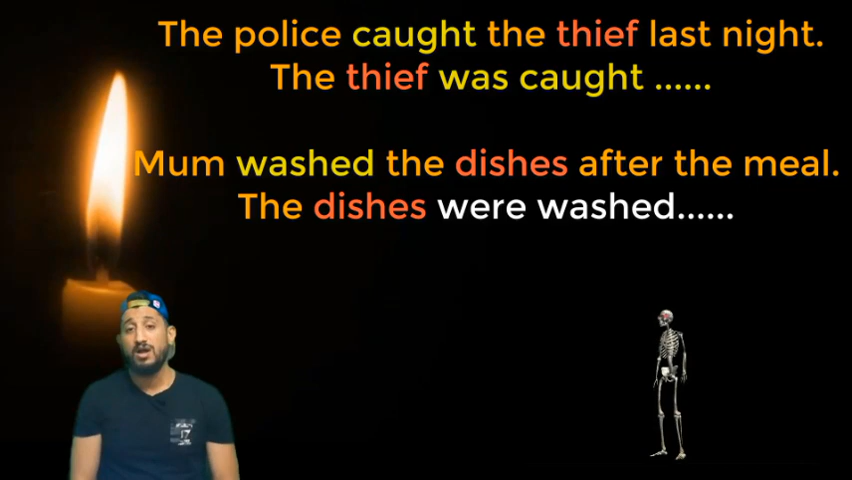 The police caught the thief last night.
The thief was caught ......
Mum washed the dishes after the meal.
The dishes were washed......